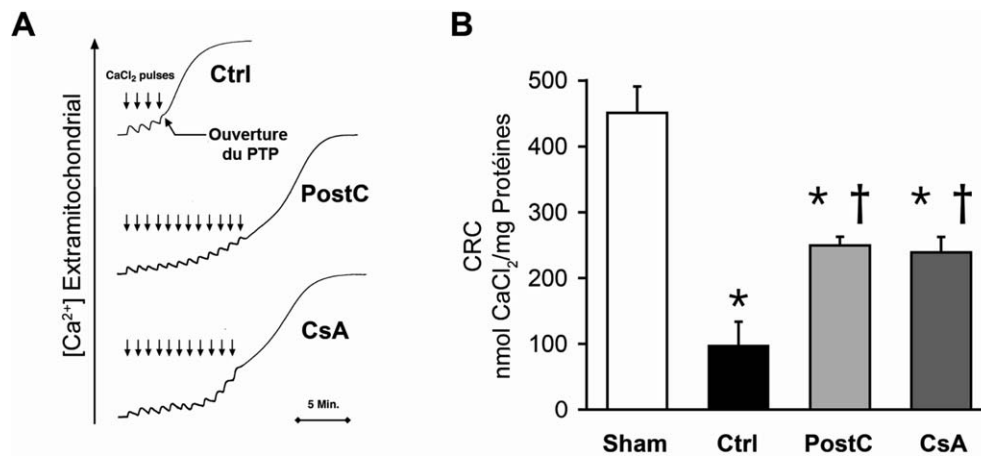 A
CaCl₂ pulses
Ctrl
Ouverture
du PTP
PostC
CsA
[Ca²⁺] Extramitochondrial
5 Min.
B
CRC
nmol CaCl₂/mg Protéines
500
400
300
200
100
0
*
* †
* †
Sham Ctrl PostC CsA